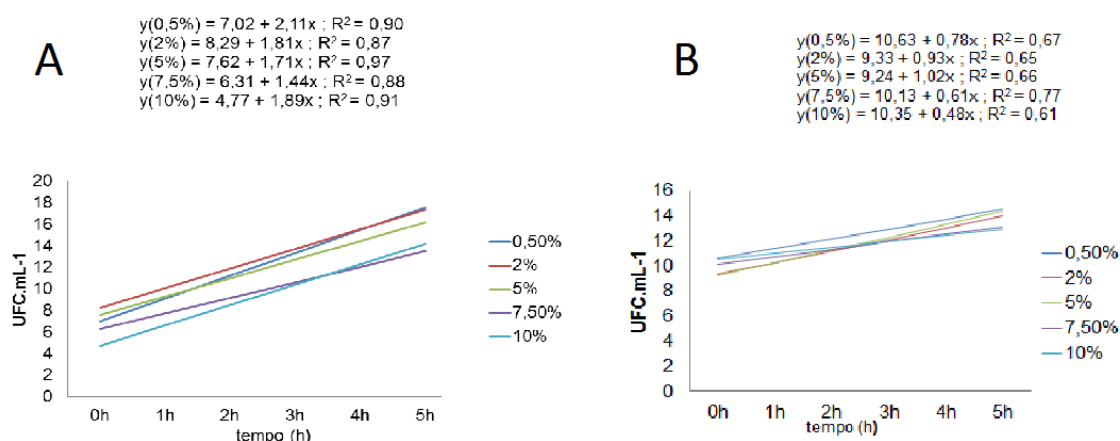 A
y(0,5%) = 7,02 + 2,11x ; R² = 0,90
y(2%) = 8,29 + 1,81x ; R² = 0,87
y(5%) = 7,62 + 1,71x ; R² = 0,97
y(7,5%) = 6,31 + 1,44x ; R² = 0,88
y(10%) = 4,77 + 1,89x ; R² = 0,91
20
18
16
14
12
10
8
6
4
2
0
UFC.mL-1
0h 1h 2h 3h 4h 5h
tempo (h)
0,50%
2%
5%
7,50%
10%
B
y(0,5%) = 10,63 + 0,78x ; R² = 0,67
y(2%) = 9,33 + 0,93x ; R² = 0,65
y(5%) = 9,24 + 1,02x ; R² = 0,66
y(7,5%) = 10,13 + 0,61x ; R² = 0,77
y(10%) = 10,35 + 0,48x ; R² = 0,61
16
14
12
10
8
6
4
2
0
UFC.mL-1
0h 1h 2h 3h 4h 5h
tempo (h)
0,50%
2%
5%
7,50%
10%